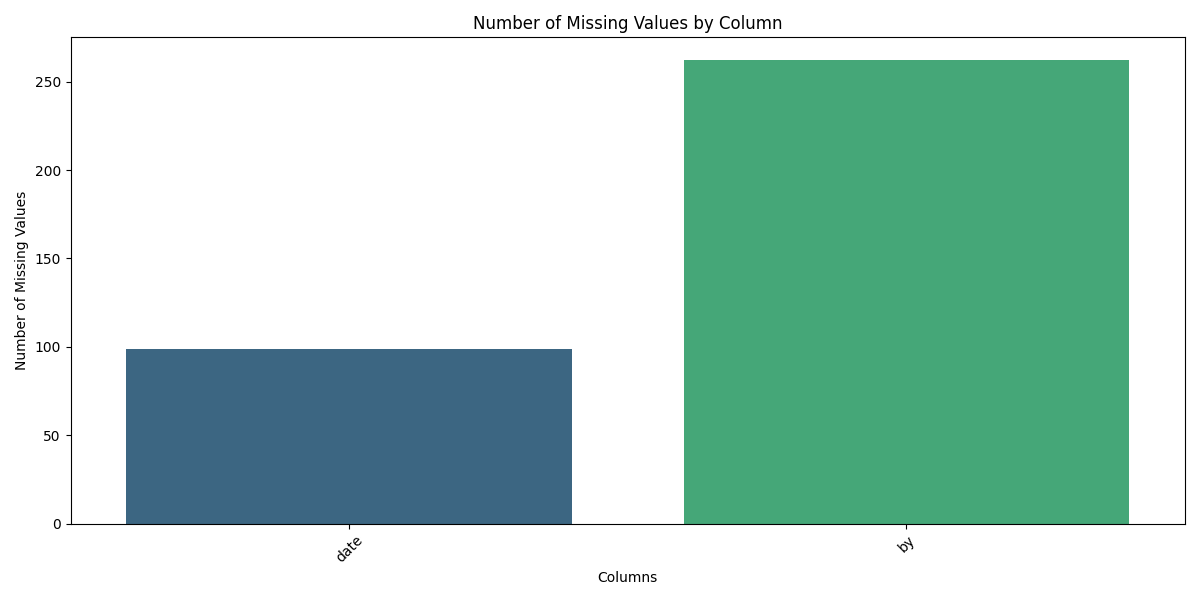 Number of Missing Values by Column
Number of Missing Values
250
200
150
100
50
0
date
by
Columns